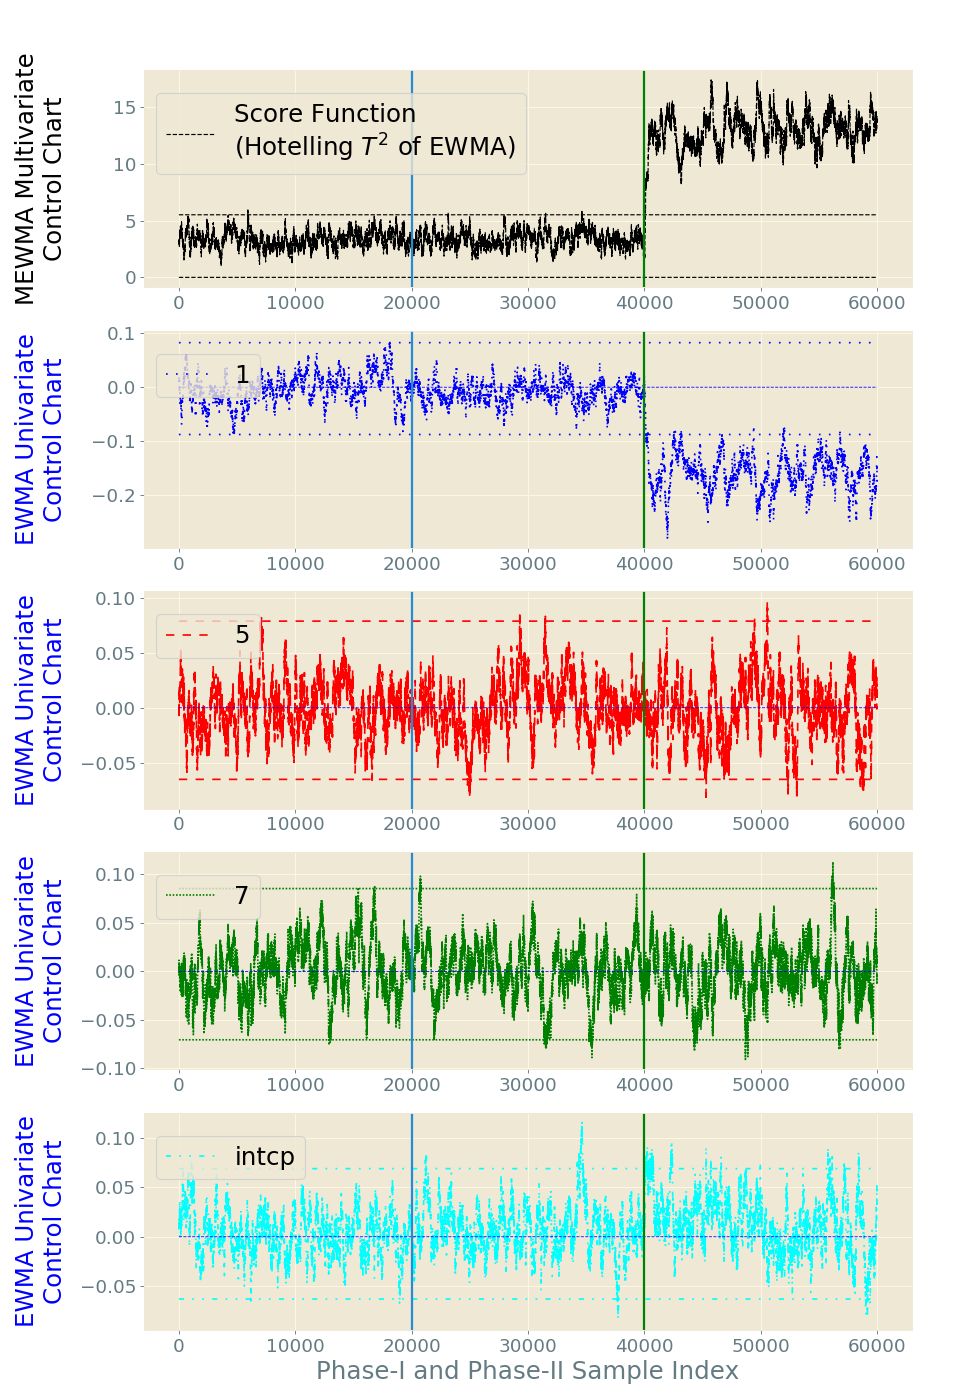 MEWMA Multivariate
Control Chart
15
10
5
0
Score Function
(Hotelling T² of EWMA)
0 10000 20000 30000 40000 50000 60000
EWMA Univariate
Control Chart
0.1
0.0
−0.1
−0.2
1
0 10000 20000 30000 40000 50000 60000
EWMA Univariate
Control Chart
0.10
0.05
0.00
−0.05
5
0 10000 20000 30000 40000 50000 60000
EWMA Univariate
Control Chart
0.10
0.05
0.00
−0.05
−0.10
7
0 10000 20000 30000 40000 50000 60000
EWMA Univariate
Control Chart
0.10
0.05
0.00
−0.05
intcp
0 10000 20000 30000 40000 50000 60000
Phase-I and Phase-II Sample Index